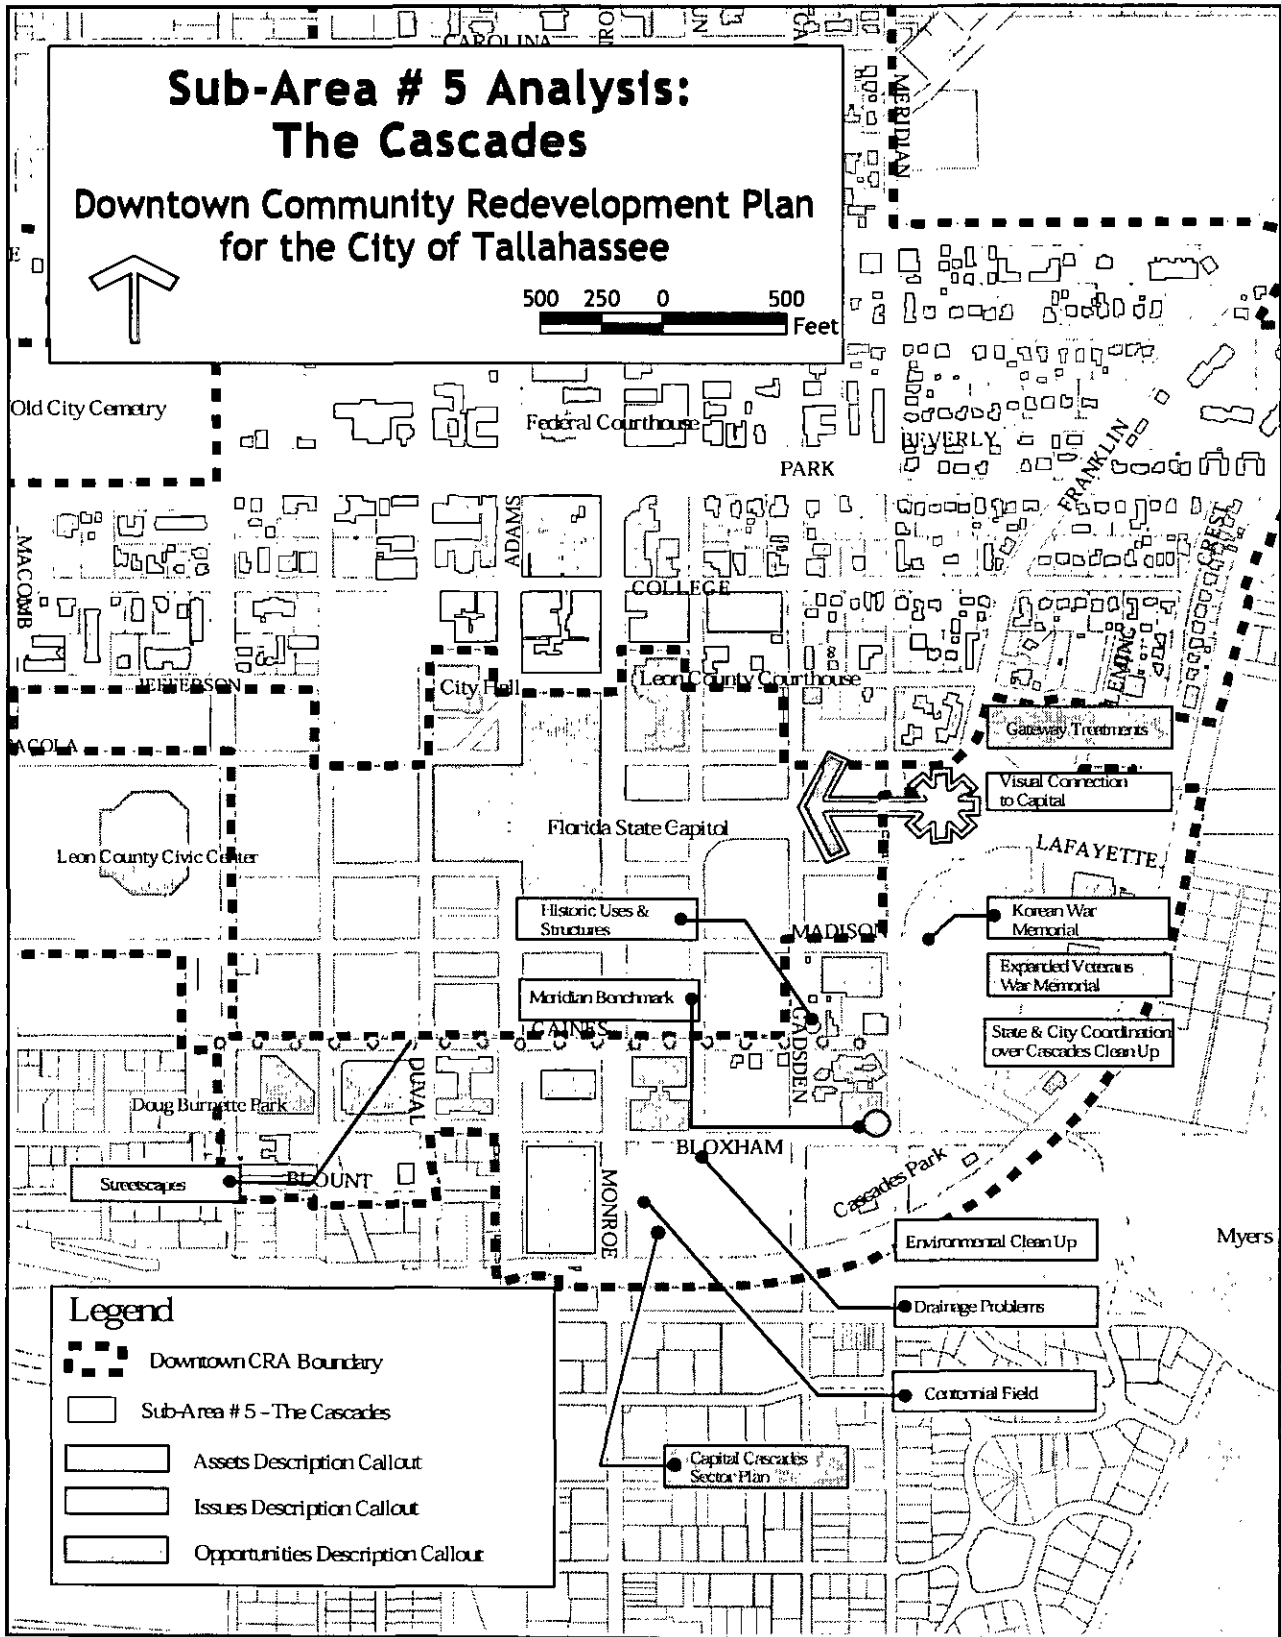 CAROLINA
MERIDIAN
Sub-Area # 5 Analysis:
The Cascades
Downtown Community Redevelopment Plan
for the City of Tallahassee
500 250 0 500
Feet
Old City Cemetry
Federal Courthouse
BEVERLY
PARK
FRANKLIN
ADAMS
CREST
MACOMB
COLLEGE
JEFFERSON
City Hall
Leon County Courthouse
Gateway Treatments
ACOLA
Visual Connection
to Capital
Florida State Capitol
Leon County Civic Center
LAFAYETTE
Historic Uses &
Structures
Korean War
Memorial
MADISON
Expanded Veterans
War Memorial
Meridian Benchmark
GAINES
GADSDEN
State & City Coordination
over Cascades Clean Up
DUVAL
Doug Burnette Park
BLOXHAM
Streetscapes
BLOUNT
MONROE
Cascades Park
Environmental Clean Up
Myers
Drainage Problems
Centennial Field
Capital Cascades
Sector Plan
Legend
Downtown CRA Boundary
Sub-Area # 5 - The Cascades
Assets Description Callout
Issues Description Callout
Opportunities Description Callout